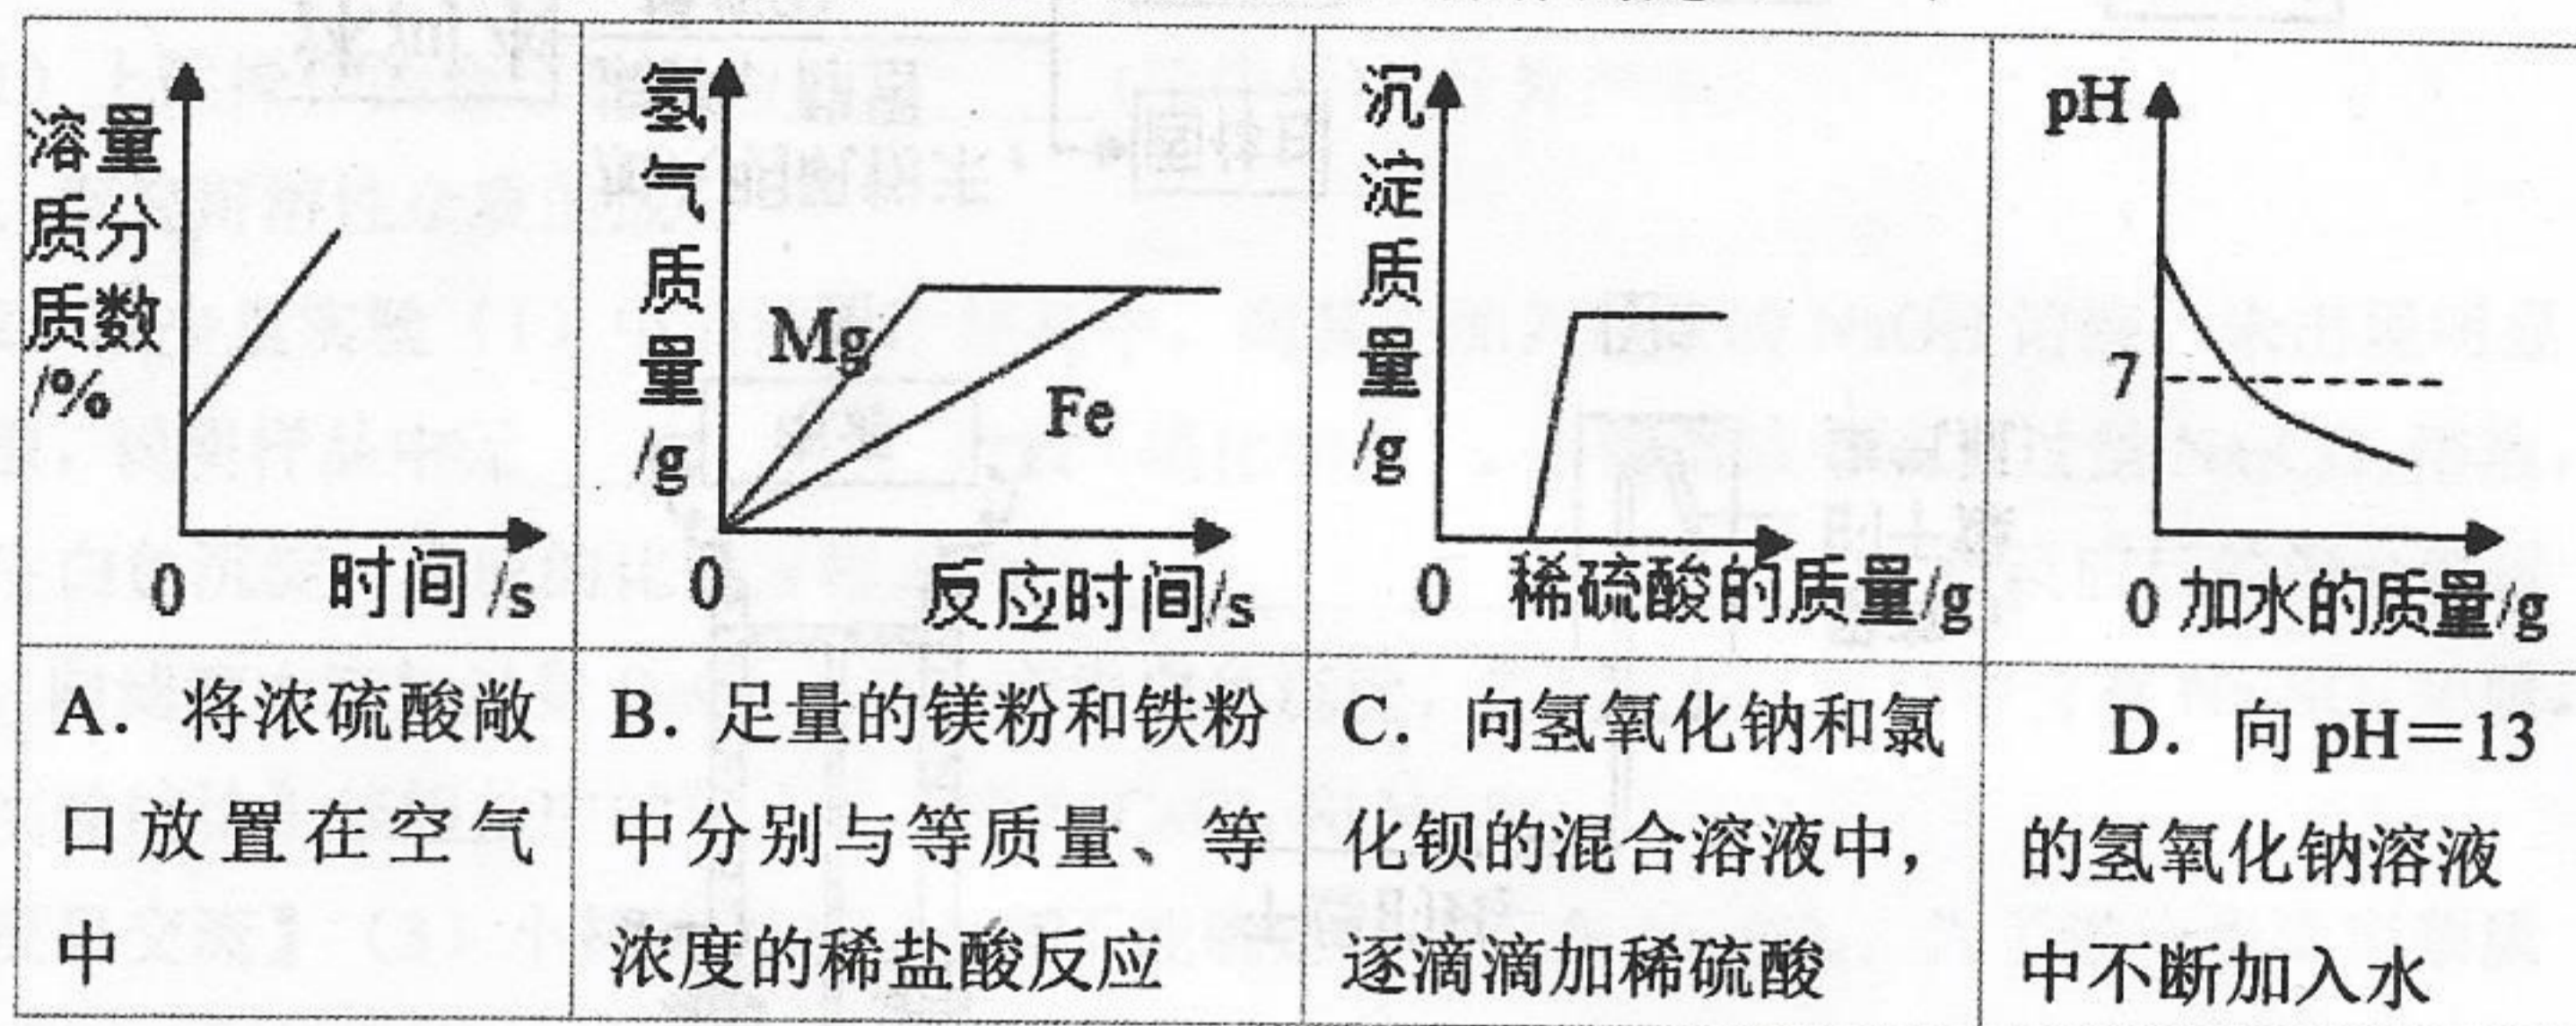 溶量
质分
质数
/%
0
时间/s
氢
气
质
量
/g
Mg
Fe
0
反应时间/s
沉
淀
质
量
/g
0
稀硫酸的质量/g
pH
7
0
加水的质量/g
A. 将浓硫酸敞
口放置在空气
中
B. 足量的镁粉和铁粉
中分别与等质量、等
浓度的稀盐酸反应
C. 向氢氧化钠和氯
化钡的混合溶液中，
逐滴滴加稀硫酸
D. 向 pH＝13
的氢氧化钠溶液
中不断加入水